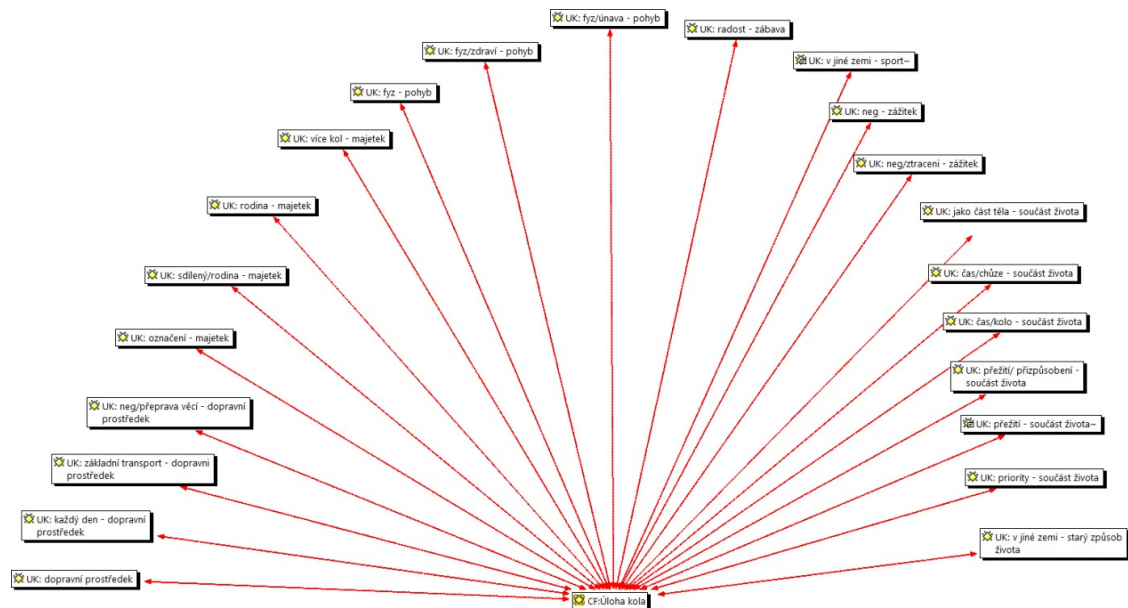 UK: fyz/únava - pohyb
UK: radost - zábava
UK: fyz/zdraví - pohyb
UK: v jiné zemi - sport~
UK: fyz - pohyb
UK: neg - zážitek
UK: více kol - majetek
UK: neg/ztraceni - zážitek
UK: rodina - majetek
UK: jako část těla - součást života
UK: sdílený/rodina - majetek
UK: čas/chůze - součást života
UK: označení - majetek
UK: čas/kolo - součást života
UK: přežití/ přizpůsobení -
součást života
UK: neg/přeprava věcí - dopravní
prostředek
UK: přežití - součást života~
UK: základní transport - dopravni
prostředek
UK: priority - součást života
UK: každý den - dopravní
prostředek
UK: v jiné zemi - starý způsob
života
UK: dopravní prostředek
CF:Úloha kola